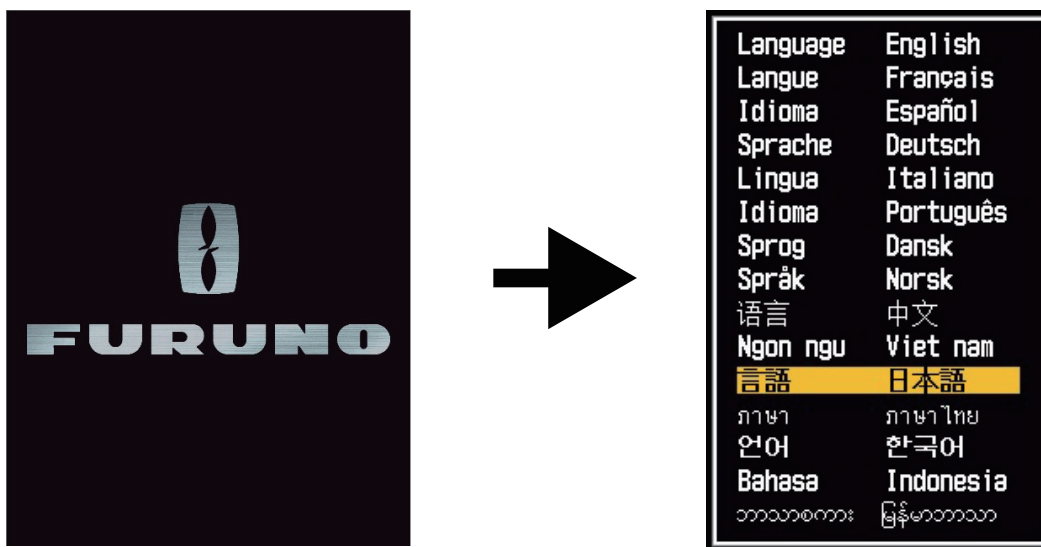 FURUNO
Language English
Langue Français
Idioma Español
Sprache Deutsch
Lingua Italiano
Idioma Português
Sprog Dansk
Språk Norsk
语言 中文
Ngon ngu Viet nam
言語 日本語
ภาษา ภาษาไทย
언어 한국어
Bahasa Indonesia
ဘာသာစကား မြန်မာဘာသာ